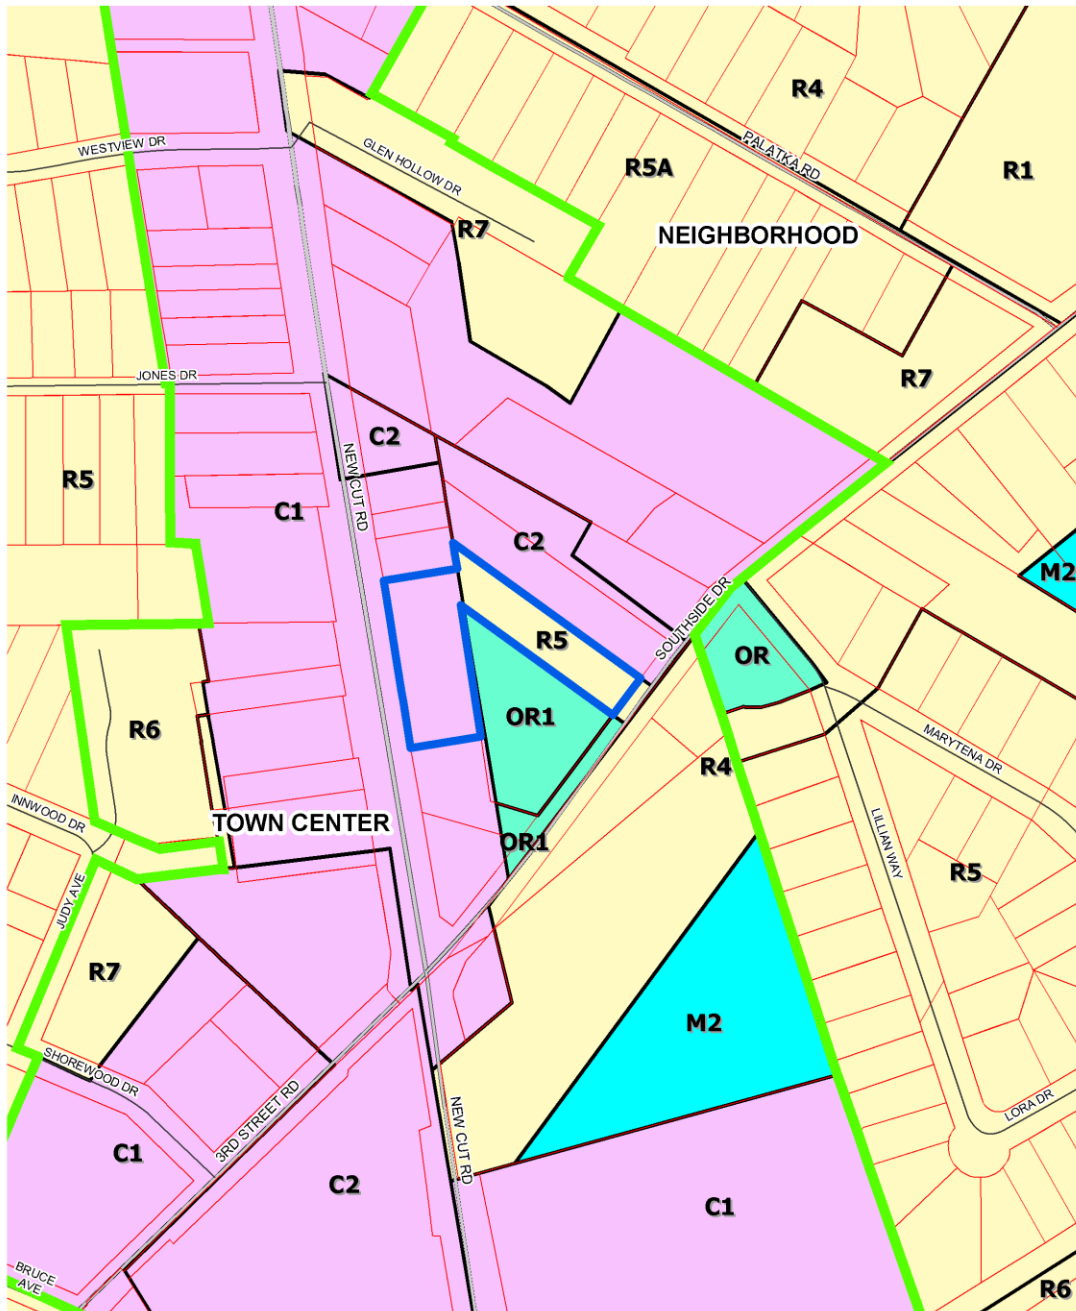 R4
WESTVIEW DR
PALATKA RD
GLEN HOLLOW DR
R5A
R1
R7
NEIGHBORHOOD
JONES DR
R7
C2
R5
NEW CUT RD
C1
C2
M2
SOUTHSIDE DR
R5
OR
OR1
R6
MARYTENA DR
R4
INNWOOD DR
TOWN CENTER
OR1
LILLIAN WAY
R5
JUDY AVE
R7
M2
SHOREWOOD DR
3RD STREET RD
NEW CUT RD
LORA DR
C1
C2
C1
BRUCE
AVE
R6